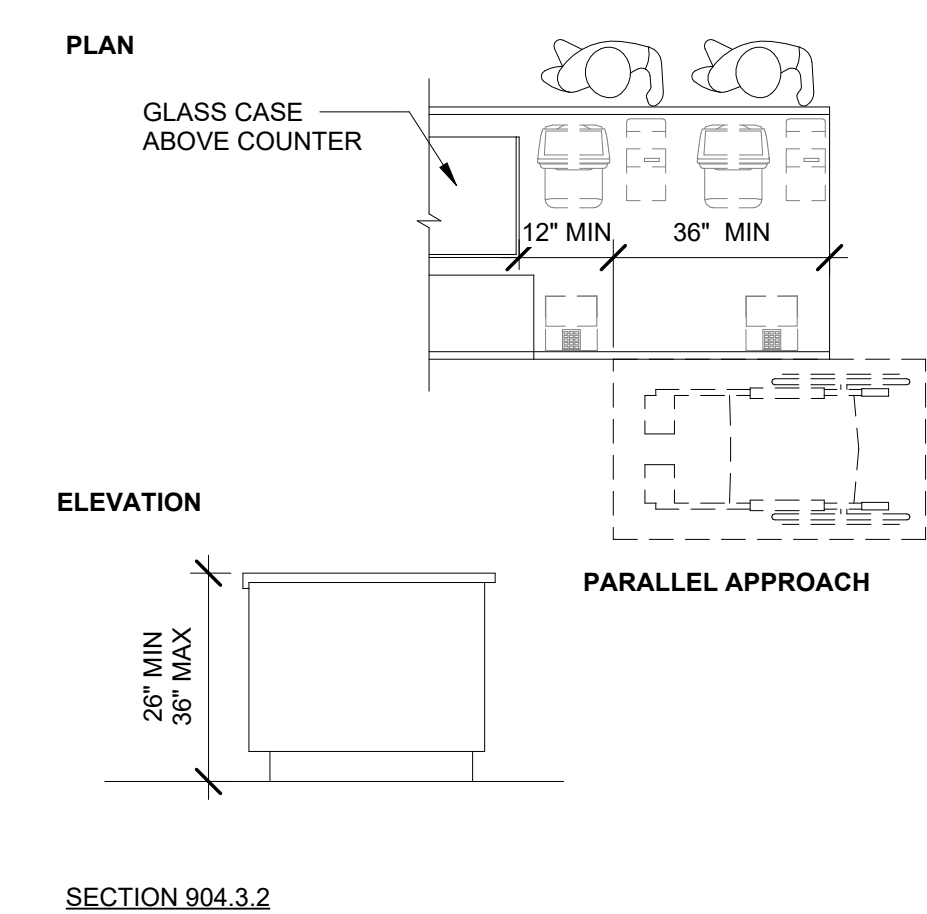 PLAN
GLASS CASE
ABOVE COUNTER
12" MIN
36" MIN
ELEVATION
PARALLEL APPROACH
26" MIN
36" MAX
SECTION 904.3.2